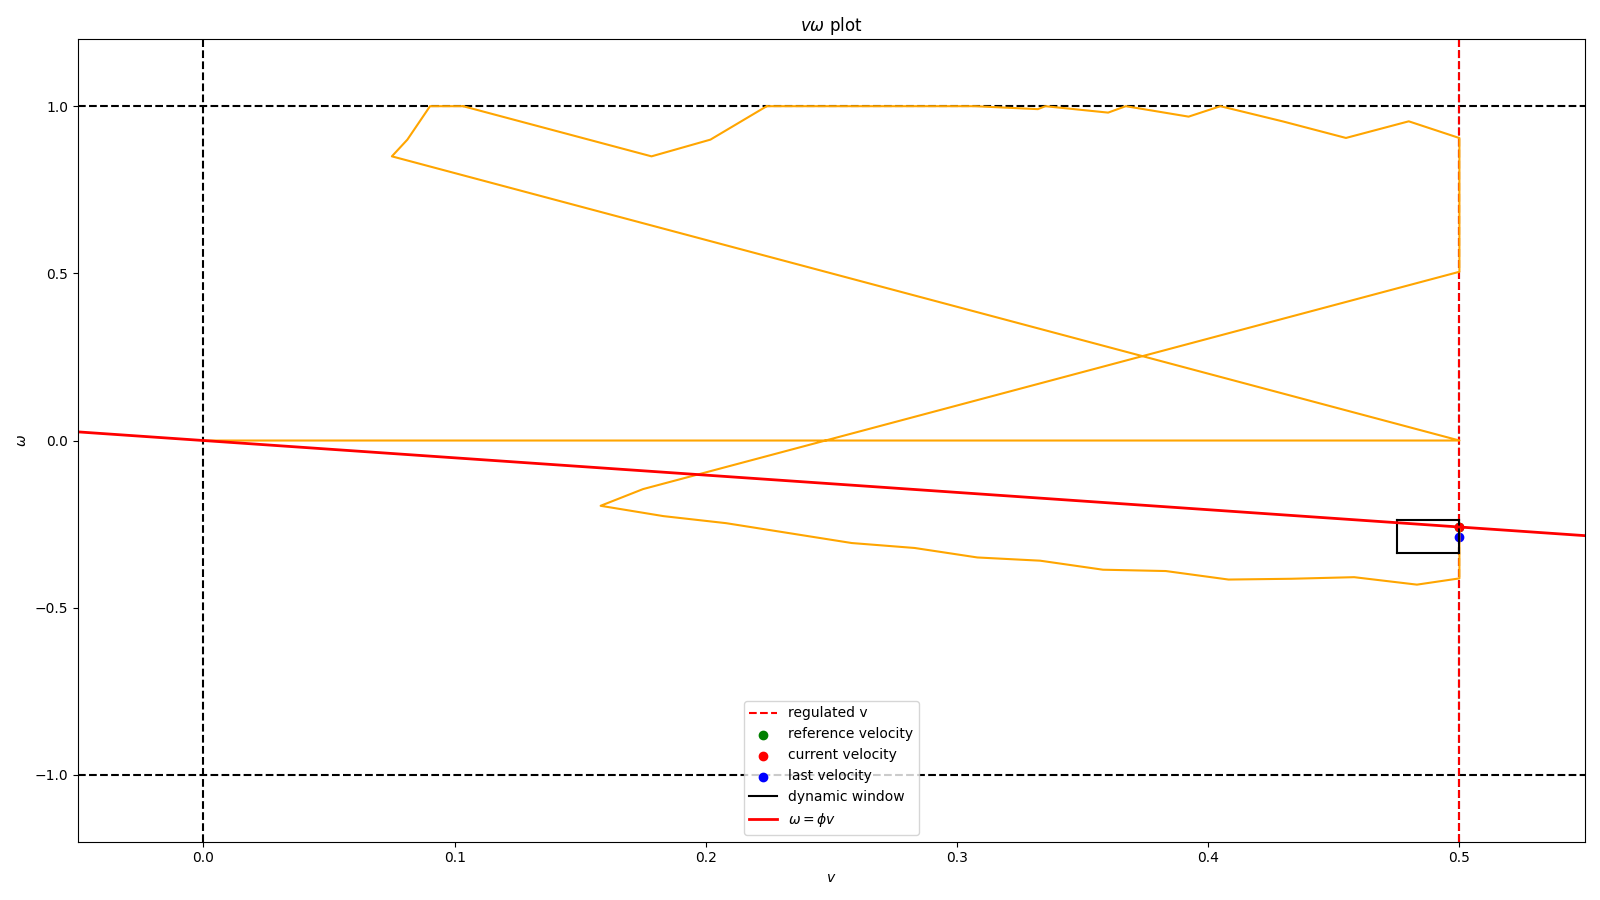 vω plot
1.0
0.5
0.0
−0.5
−1.0
ω
0.0 0.1 0.2 0.3 0.4 0.5
v
regulated v
reference velocity
current velocity
last velocity
dynamic window
ω = ϕv